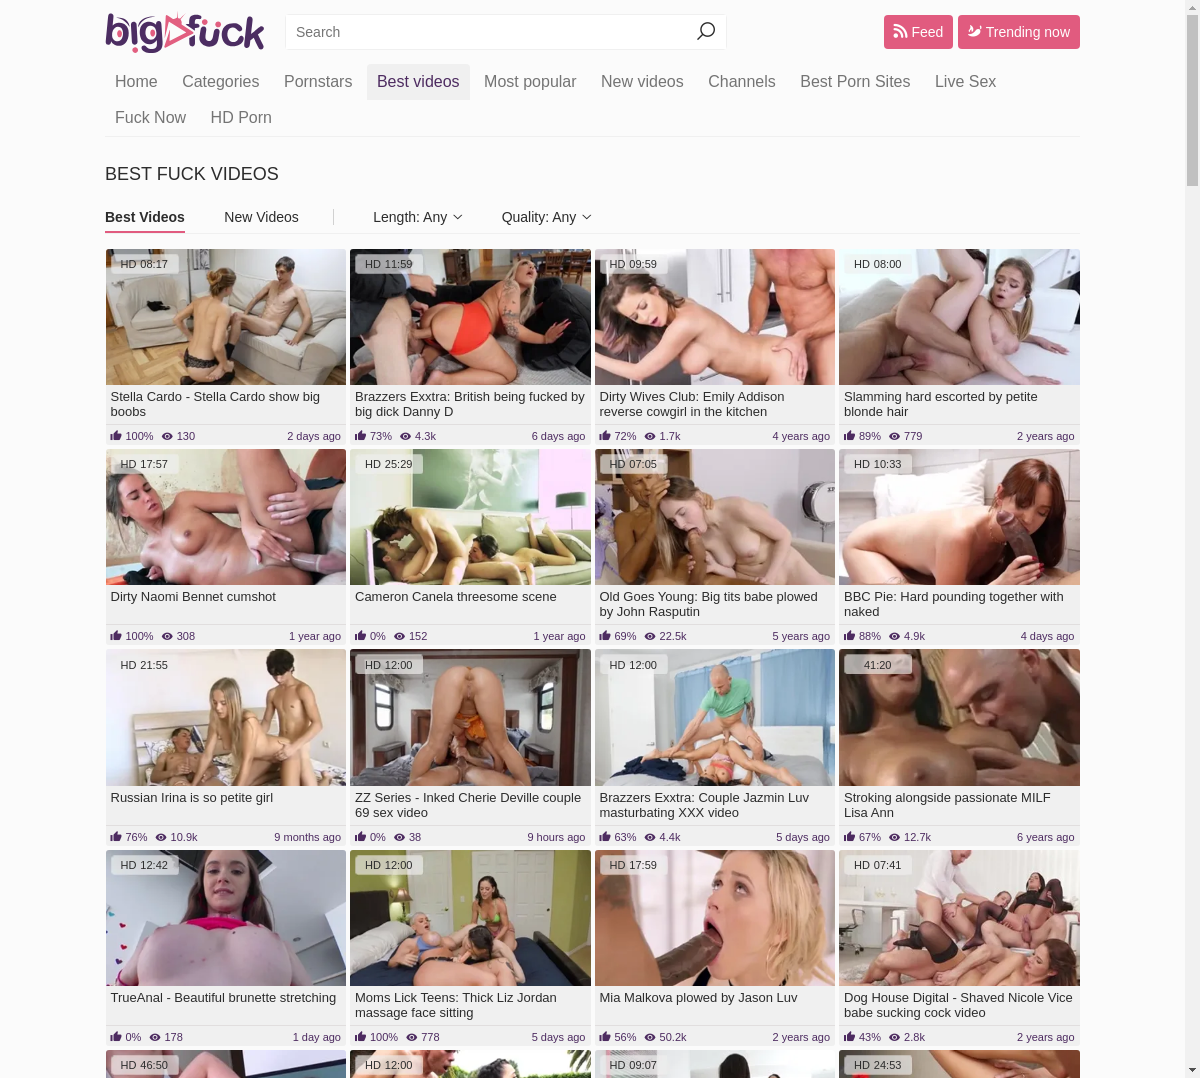 bigfuck
Search
Feed
Trending now
Home Categories Pornstars Best videos Most popular New videos Channels Best Porn Sites Live Sex
Fuck Now HD Porn
BEST FUCK VIDEOS
Best Videos New Videos Length: Any Quality: Any
HD 08:17
HD 11:59
HD 09:59
HD 08:00
Stella Cardo - Stella Cardo show big
boobs
100% 130 2 days ago
Brazzers Exxtra: British being fucked by
big dick Danny D
73% 4.3k 6 days ago
Dirty Wives Club: Emily Addison
reverse cowgirl in the kitchen
72% 1.7k 4 years ago
Slamming hard escorted by petite
blonde hair
89% 779 2 years ago
HD 17:57
HD 25:29
HD 07:05
HD 10:33
Dirty Naomi Bennet cumshot
100% 308 1 year ago
Cameron Canela threesome scene
0% 152 1 year ago
Old Goes Young: Big tits babe plowed
by John Rasputin
69% 22.5k 5 years ago
BBC Pie: Hard pounding together with
naked
88% 4.9k 4 days ago
HD 21:55
HD 12:00
HD 12:00
41:20
Russian Irina is so petite girl
76% 10.9k 9 months ago
ZZ Series - Inked Cherie Deville couple
69 sex video
0% 38 9 hours ago
Brazzers Exxtra: Couple Jazmin Luv
masturbating XXX video
63% 4.4k 5 days ago
Stroking alongside passionate MILF
Lisa Ann
67% 12.7k 6 years ago
HD 12:42
HD 12:00
HD 17:59
HD 07:41
TrueAnal - Beautiful brunette stretching
0% 178 1 day ago
Moms Lick Teens: Thick Liz Jordan
massage face sitting
100% 778 5 days ago
Mia Malkova plowed by Jason Luv
56% 50.2k 2 years ago
Dog House Digital - Shaved Nicole Vice
babe sucking cock video
43% 2.8k 2 years ago
HD 46:50
HD 12:00
HD 09:07
HD 24:53